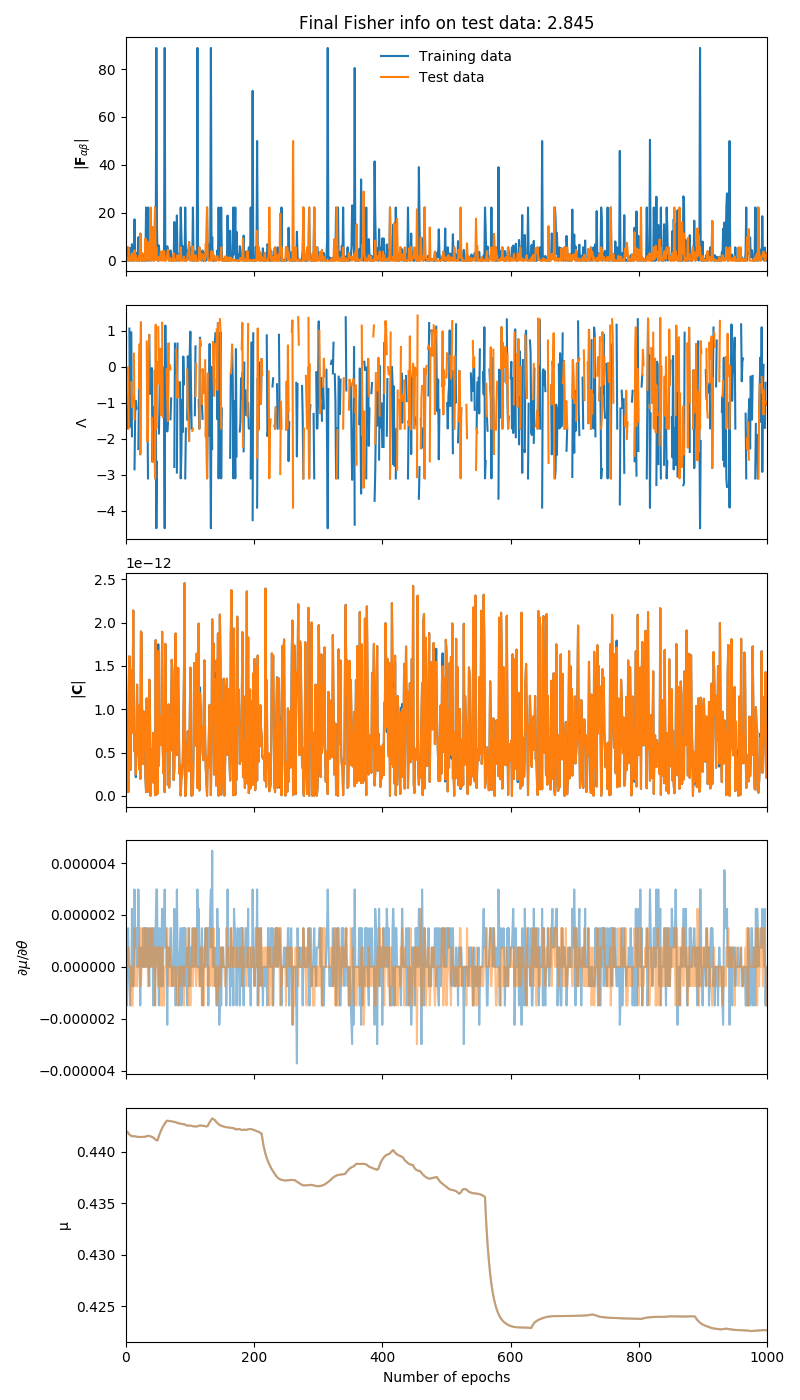 Final Fisher info on test data: 2.845
Training data
Test data
|F_{αβ}|
80
60
40
20
0
Λ
1
0
−1
−2
−3
−4
1e−12
|C|
2.5
2.0
1.5
1.0
0.5
0.0
∂μ/∂θ
0.000004
0.000002
0.000000
−0.000002
−0.000004
μ
0.440
0.435
0.430
0.425
0 200 400 600 800 1000
Number of epochs